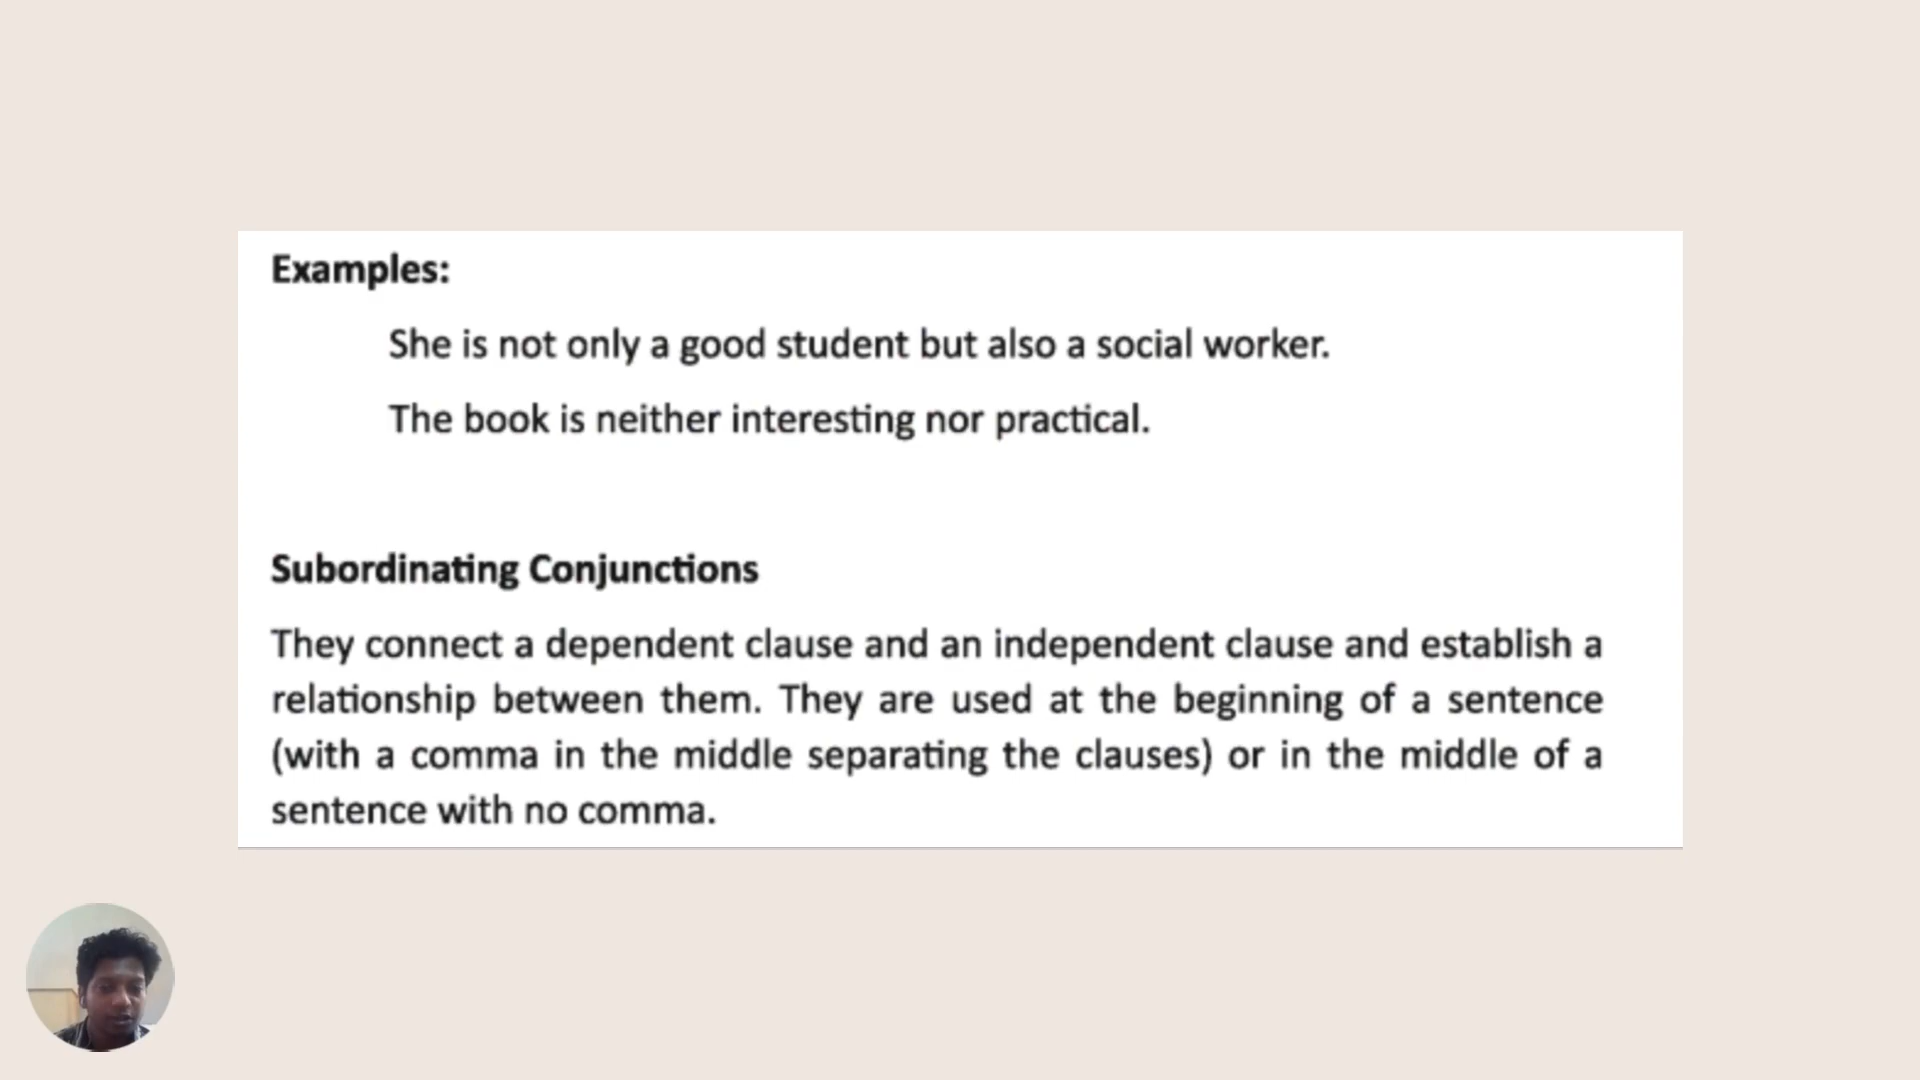 Examples:
She is not only a good student but also a social worker.
The book is neither interesting nor practical.
Subordinating Conjunctions
They connect a dependent clause and an independent clause and establish a
relationship between them. They are used at the beginning of a sentence
(with a comma in the middle separating the clauses) or in the middle of a
sentence with no comma.